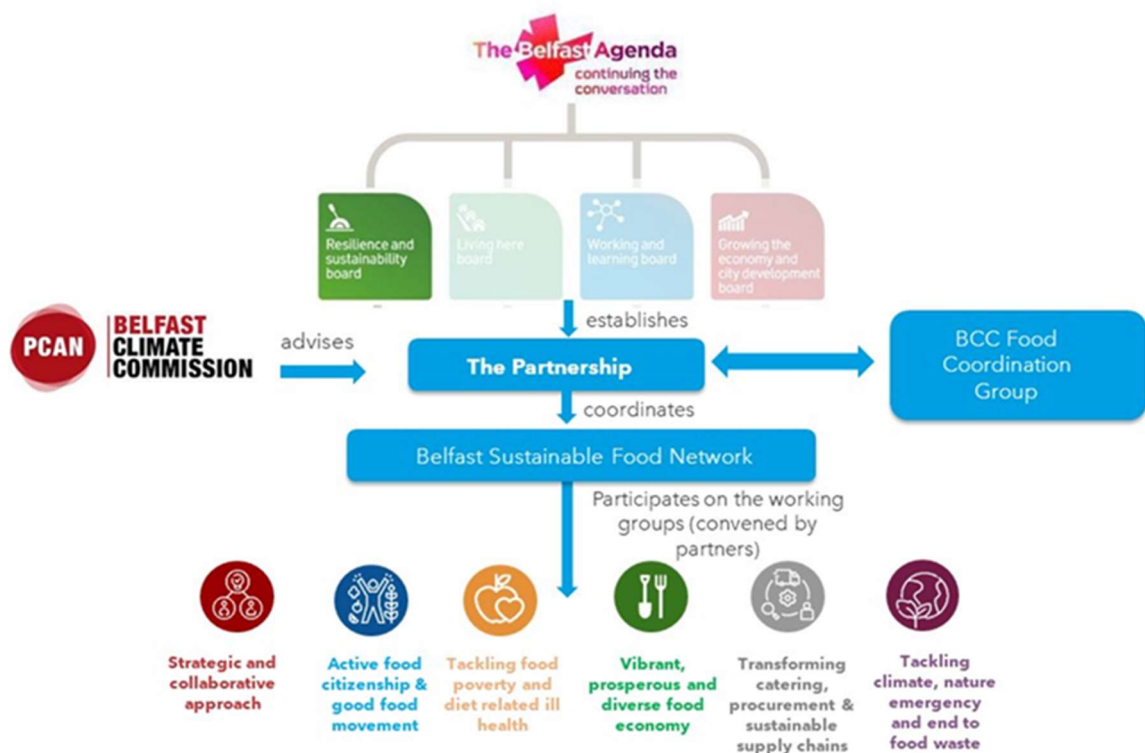 The Belfast Agenda
continuing the
conversation
Resilience and
sustainability
board
Living here
board
Working and
learning board
Growing the
economy and
city development
board
establishes
PCAN
BELFAST
CLIMATE
COMMISSION
advises
The Partnership
BCC Food
Coordination
Group
coordinates
Belfast Sustainable Food Network
Participates on the working
groups (convened by
partners)
Strategic and
collaborative
approach
Active food
citizenship &
good food
movement
Tackling food
poverty and
diet related ill
health
Vibrant,
prosperous and
diverse food
economy
Transforming
catering,
procurement &
sustainable
supply chains
Tackling
climate, nature
emergency
and end to
food waste